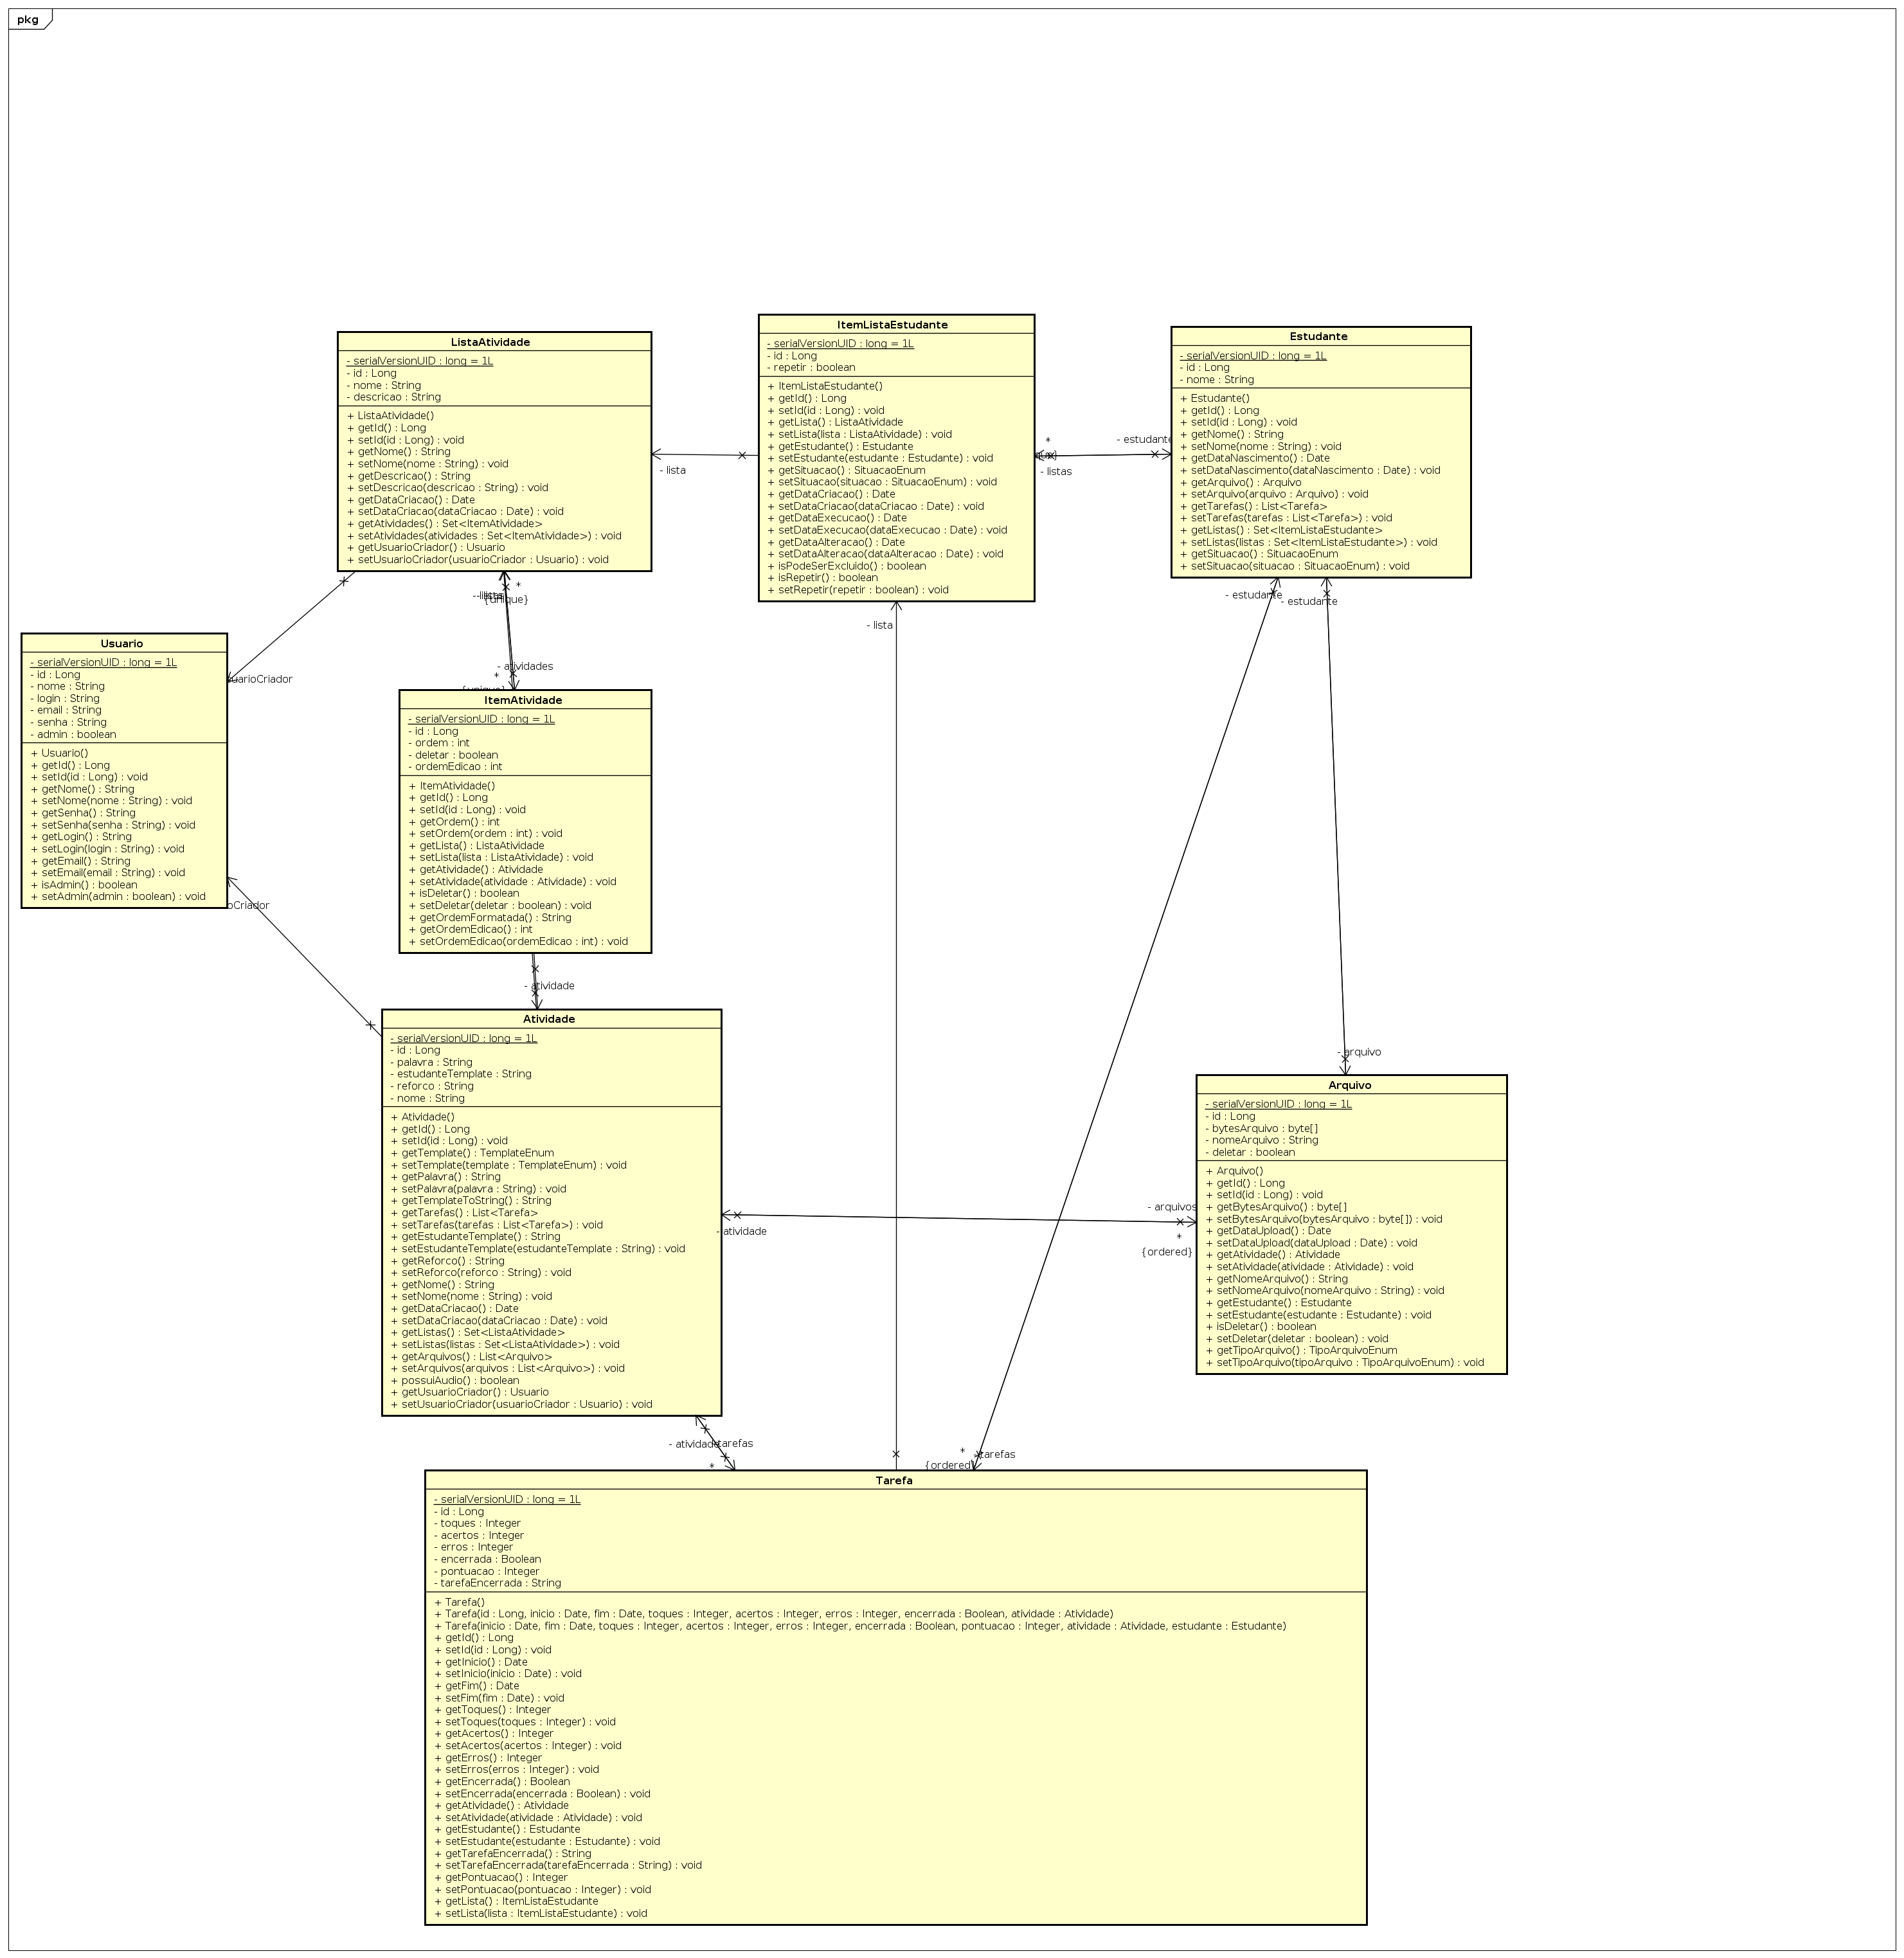 pkg
ListaAtividade
- serialVersionUID : long = 1L
- id : Long
- nome : String
- descricao : String
+ ListaAtividade()
+ getId() : Long
+ setId(id : Long) : void
+ getNome() : String
+ setNome(nome : String) : void
+ getDescricao() : String
+ setDescricao(descricao : String) : void
+ getDataCriacao() : Date
+ setDataCriacao(dataCriacao : Date) : void
+ getAtividades() : Set<ItemAtividade>
+ setAtividades(atividades : Set<ItemAtividade>) : void
+ getUsuarioCriador() : Usuario
+ setUsuarioCriador(usuarioCriador : Usuario) : void
- lista
ItemListaEstudante
- serialVersionUID : long = 1L
- id : Long
- repetir : boolean
+ ItemListaEstudante()
+ getId() : Long
+ setId(id : Long) : void
+ getLista() : ListaAtividade
+ setLista(lista : ListaAtividade) : void
+ getEstudante() : Estudante
+ setEstudante(estudante : Estudante) : void
+ getSituacao() : SituacaoEnum
+ setSituacao(situacao : SituacaoEnum) : void
+ getDataCriacao() : Date
+ setDataCriacao(dataCriacao : Date) : void
+ getDataExecucao() : Date
+ setDataExecucao(dataExecucao : Date) : void
+ getDataAlteracao() : Date
+ setDataAlteracao(dataAlteracao : Date) : void
+ isPodeSerExcluido() : boolean
+ isRepetir() : boolean
+ setRepetir(repetir : boolean) : void
*
- listas
- estudante
Estudante
- serialVersionUID : long = 1L
- id : Long
- nome : String
+ Estudante()
+ getId() : Long
+ setId(id : Long) : void
+ getNome() : String
+ setNome(nome : String) : void
+ getDataNascimento() : Date
+ setDataNascimento(dataNascimento : Date) : void
+ getArquivo() : Arquivo
+ setArquivo(arquivo : Arquivo) : void
+ getTarefas() : List<Tarefa>
+ setTarefas(tarefas : List<Tarefa>) : void
+ getListas() : Set<ItemListaEstudante>
+ setListas(listas : Set<ItemListaEstudante>) : void
+ getSituacao() : SituacaoEnum
+ setSituacao(situacao : SituacaoEnum) : void
*
{unique}
- estudante
- estudante
- lista
Usuario
- serialVersionUID : long = 1L
- id : Long
- nome : String
- login : String
- email : String
- senha : String
- admin : boolean
+ Usuario()
+ getId() : Long
+ setId(id : Long) : void
+ getNome() : String
+ setNome(nome : String) : void
+ getSenha() : String
+ setSenha(senha : String) : void
+ getLogin() : String
+ setLogin(login : String) : void
+ getEmail() : String
+ setEmail(email : String) : void
+ isAdmin() : boolean
+ setAdmin(admin : boolean) : void
uarioCriador
oCriador
- atividades
*
ItemAtividade
- serialVersionUID : long = 1L
- id : Long
- ordem : int
- deletar : boolean
- ordemEdicao : int
+ ItemAtividade()
+ getId() : Long
+ setId(id : Long) : void
+ getOrdem() : int
+ setOrdem(ordem : int) : void
+ getLista() : ListaAtividade
+ setLista(lista : ListaAtividade) : void
+ getAtividade() : Atividade
+ setAtividade(atividade : Atividade) : void
+ isDeletar() : boolean
+ setDeletar(deletar : boolean) : void
+ getOrdemFormatada() : String
+ getOrdemEdicao() : int
+ setOrdemEdicao(ordemEdicao : int) : void
- atividade
Atividade
- serialVersionUID : long = 1L
- id : Long
- palavra : String
- estudanteTemplate : String
- reforco : String
- nome : String
+ Atividade()
+ getId() : Long
+ setId(id : Long) : void
+ getTemplate() : TemplateEnum
+ setTemplate(template : TemplateEnum) : void
+ getPalavra() : String
+ setPalavra(palavra : String) : void
+ getTemplateToString() : String
+ getTarefas() : List<Tarefa>
+ setTarefas(tarefas : List<Tarefa>) : void
+ getEstudanteTemplate() : String
+ setEstudanteTemplate(estudanteTemplate : String) : void
+ getReforco() : String
+ setReforco(reforco : String) : void
+ getNome() : String
+ setNome(nome : String) : void
+ getDataCriacao() : Date
+ setDataCriacao(dataCriacao : Date) : void
+ getListas() : Set<ListaAtividade>
+ setListas(listas : Set<ListaAtividade>) : void
+ getArquivos() : List<Arquivo>
+ setArquivos(arquivos : List<Arquivo>) : void
+ possuiAudio() : boolean
+ getUsuarioCriador() : Usuario
+ setUsuarioCriador(usuarioCriador : Usuario) : void
- atividade
- arquivos
*
{ordered}
- arquivo
Arquivo
- serialVersionUID : long = 1L
- id : Long
- bytesArquivo : byte[]
- nomeArquivo : String
- deletar : boolean
+ Arquivo()
+ getId() : Long
+ setId(id : Long) : void
+ getBytesArquivo() : byte[]
+ setBytesArquivo(bytesArquivo : byte[]) : void
+ getDataUpload() : Date
+ setDataUpload(dataUpload : Date) : void
+ getAtividade() : Atividade
+ setAtividade(atividade : Atividade) : void
+ getNomeArquivo() : String
+ setNomeArquivo(nomeArquivo : String) : void
+ getEstudante() : Estudante
+ setEstudante(estudante : Estudante) : void
+ isDeletar() : boolean
+ setDeletar(deletar : boolean) : void
+ getTipoArquivo() : TipoArquivoEnum
+ setTipoArquivo(tipoArquivo : TipoArquivoEnum) : void
- atividade
tarefas
*
*
tarefas
{ordered}
Tarefa
- serialVersionUID : long = 1L
- id : Long
- toques : Integer
- acertos : Integer
- erros : Integer
- encerrada : Boolean
- pontuacao : Integer
- tarefaEncerrada : String
+ Tarefa()
+ Tarefa(id : Long, inicio : Date, fim : Date, toques : Integer, acertos : Integer, erros : Integer, encerrada : Boolean, atividade : Atividade)
+ Tarefa(inicio : Date, fim : Date, toques : Integer, acertos : Integer, erros : Integer, encerrada : Boolean, pontuacao : Integer, atividade : Atividade, estudante : Estudante)
+ getId() : Long
+ setId(id : Long) : void
+ getInicio() : Date
+ setInicio(inicio : Date) : void
+ getFim() : Date
+ setFim(fim : Date) : void
+ getToques() : Integer
+ setToques(toques : Integer) : void
+ getAcertos() : Integer
+ setAcertos(acertos : Integer) : void
+ getErros() : Integer
+ setErros(erros : Integer) : void
+ getEncerrada() : Boolean
+ setEncerrada(encerrada : Boolean) : void
+ getAtividade() : Atividade
+ setAtividade(atividade : Atividade) : void
+ getEstudante() : Estudante
+ setEstudante(estudante : Estudante) : void
+ getTarefaEncerrada() : String
+ setTarefaEncerrada(tarefaEncerrada : String) : void
+ getPontuacao() : Integer
+ setPontuacao(pontuacao : Integer) : void
+ getLista() : ItemListaEstudante
+ setLista(lista : ItemListaEstudante) : void